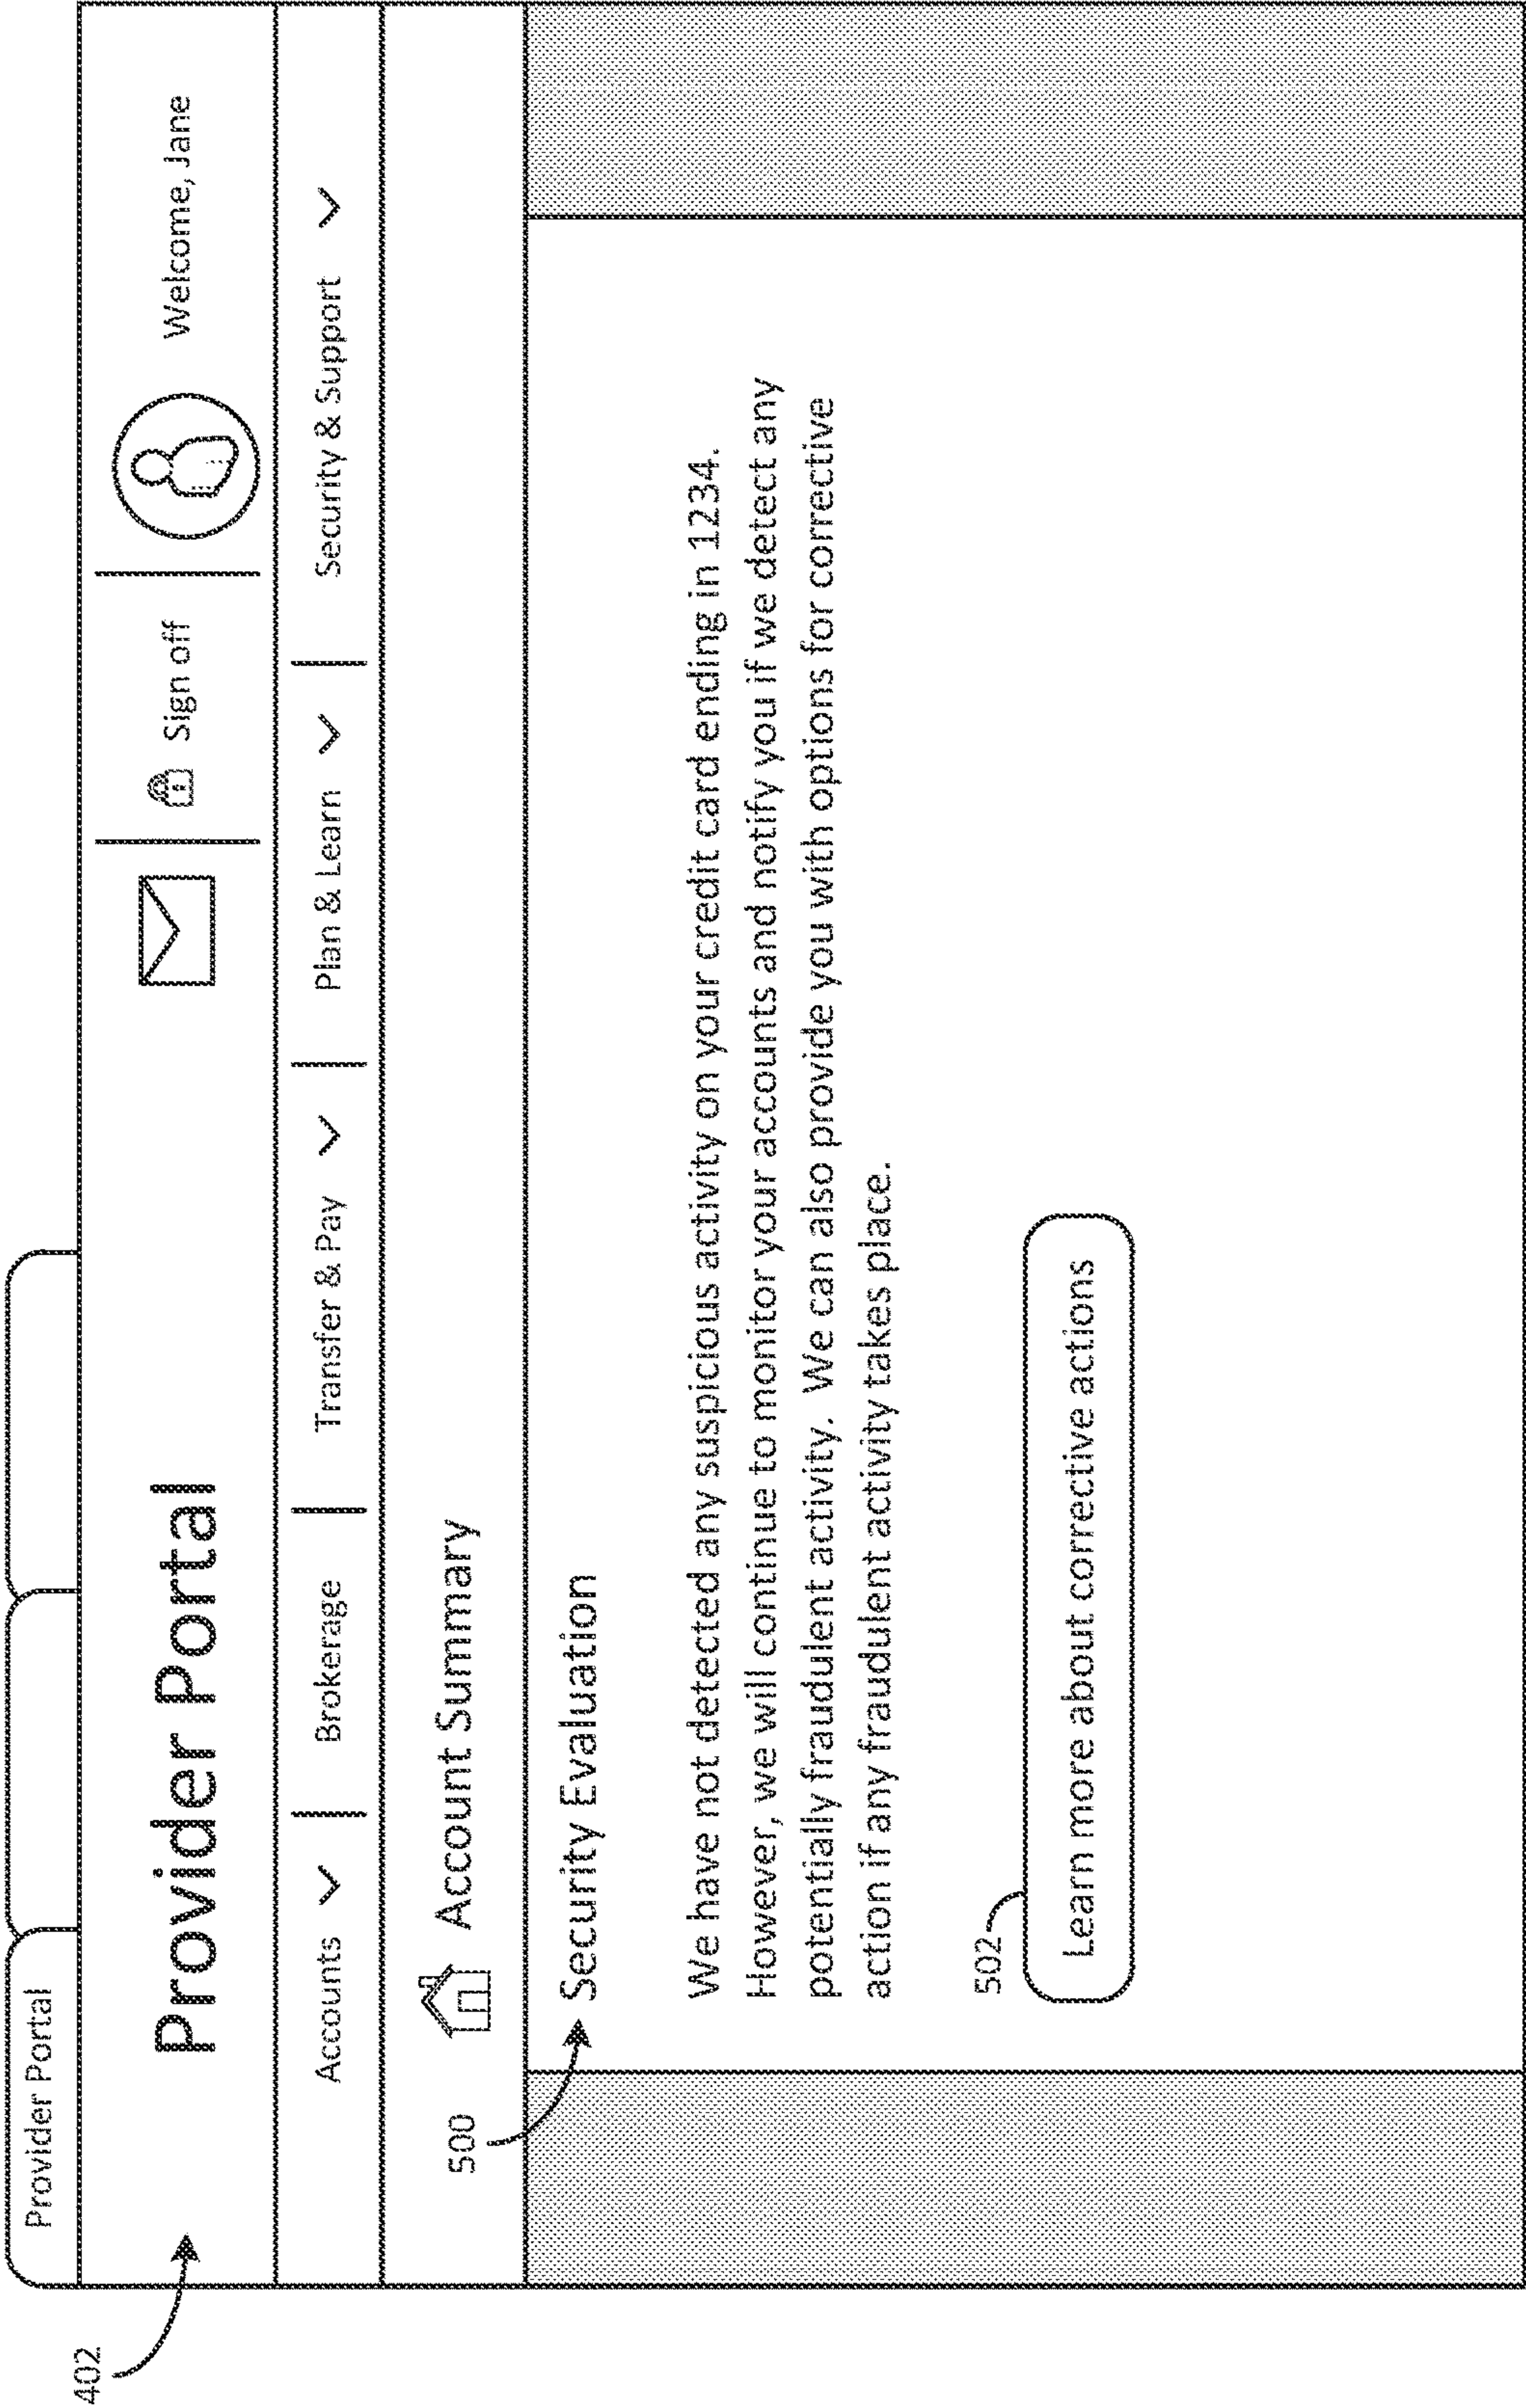 Provider Portal
402
Provider Portal
Sign off
Welcome, Jane
Accounts
Brokerage
Transfer & Pay
Plan & Learn
Security & Support
500
Account Summary
Security Evaluation
We have not detected any suspicious activity on your credit card ending in 1234.
However, we will continue to monitor your accounts and notify you if we detect any
potentially fraudulent activity. We can also provide you with options for corrective
action if any fraudulent activity takes place.
502
Learn more about corrective actions